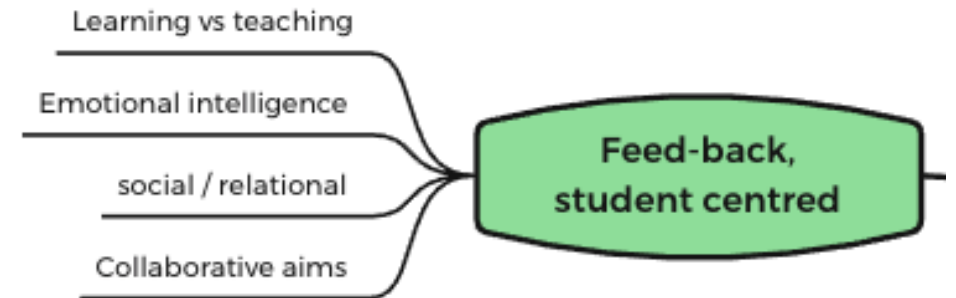 Learning vs teaching
Emotional intelligence
social / relational
Collaborative aims
Feed-back,
student centred